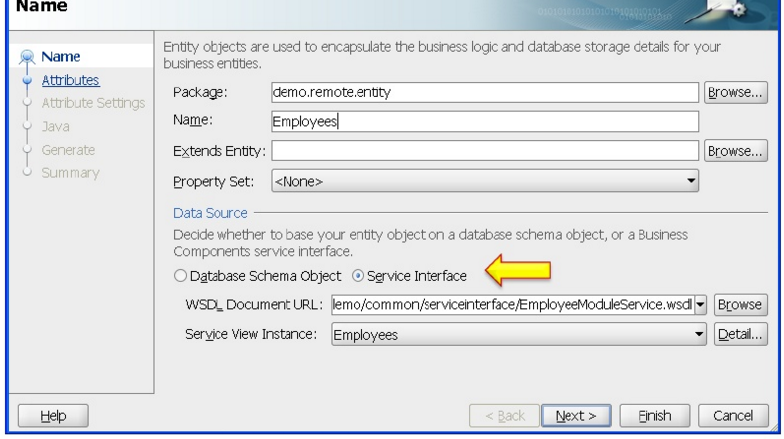 Name
Name
Attributes
Attribute Settings
Java
Generate
Summary
Entity objects are used to encapsulate the business logic and database storage details for your
business entities.
Package: demo.remote.entity Browse...
Name: Employees
Extends Entity: Browse...
Property Set: <None>
Data Source
Decide whether to base your entity object on a database schema object, or a Business
Components service interface.
Database Schema Object Service Interface
WSDL Document URL: lemo/common/serviceinterface/EmployeeModuleService.wsdl Browse
Service View Instance: Employees Detail...
Help < Back Next > Finish Cancel